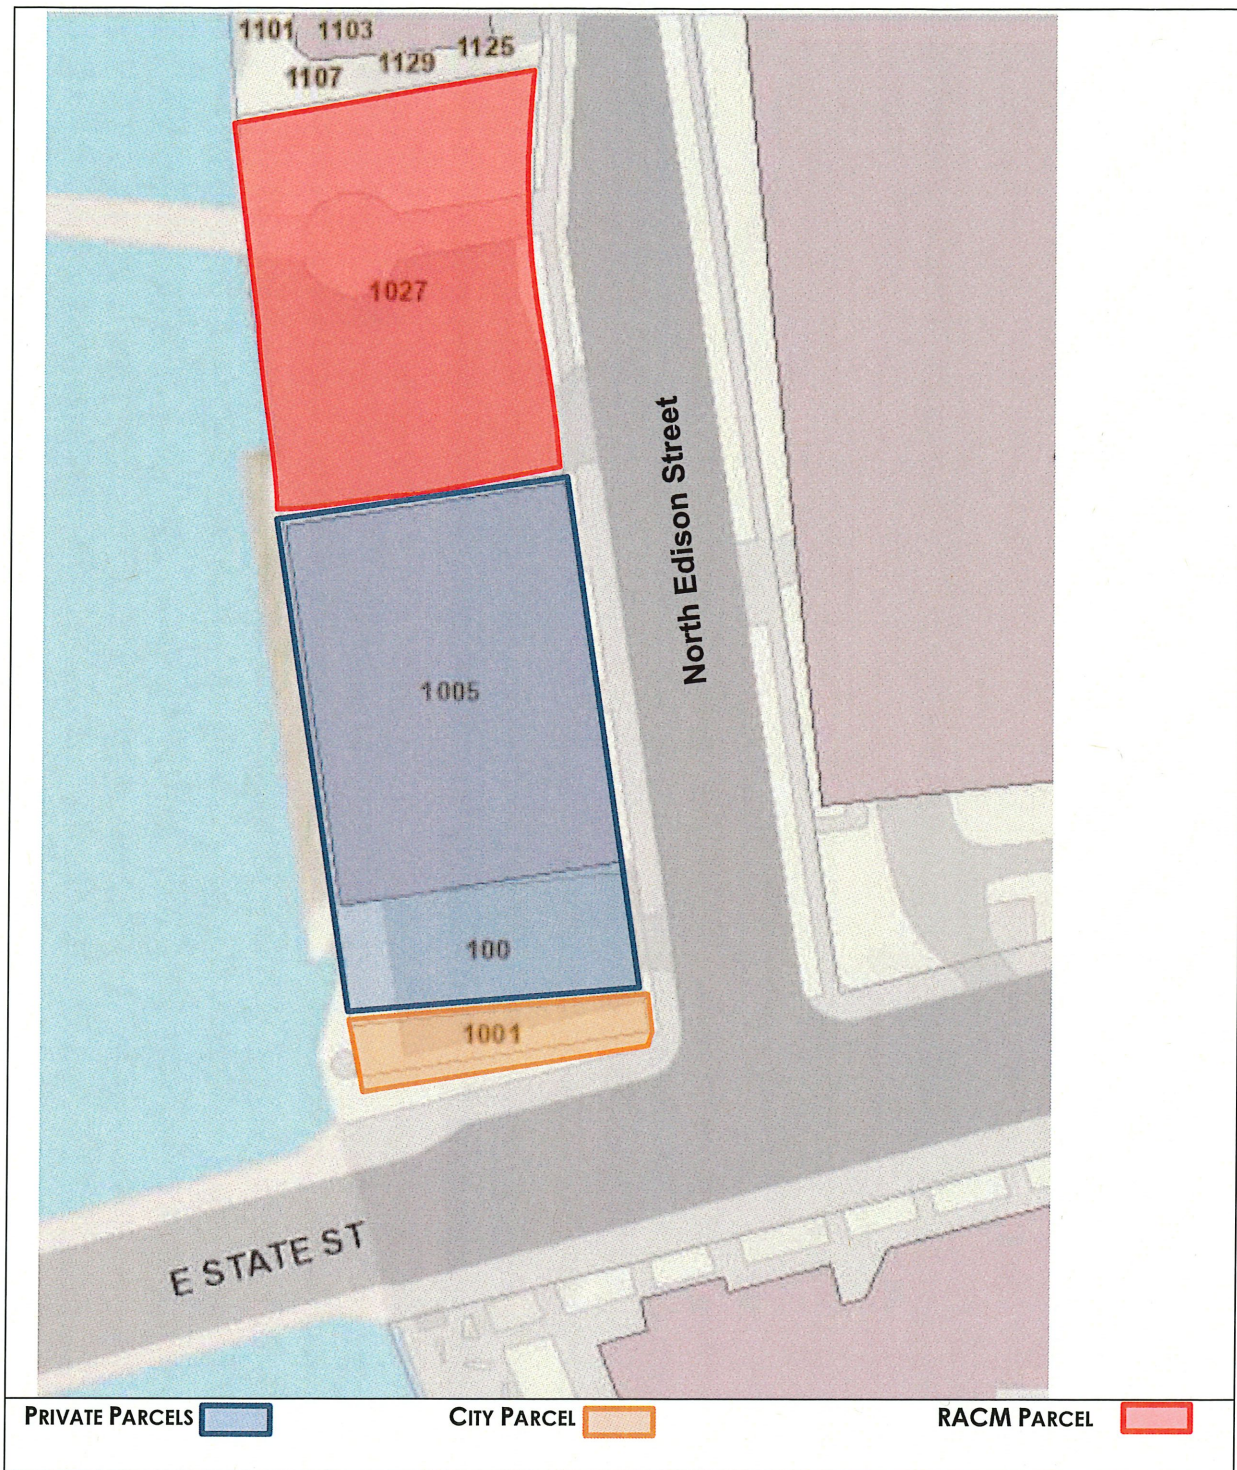 1101 1103 1125
1107 1129
1027
North Edison Street
1005
100
1001
E STATE ST
PRIVATE PARCELS CITY PARCEL RACM PARCEL